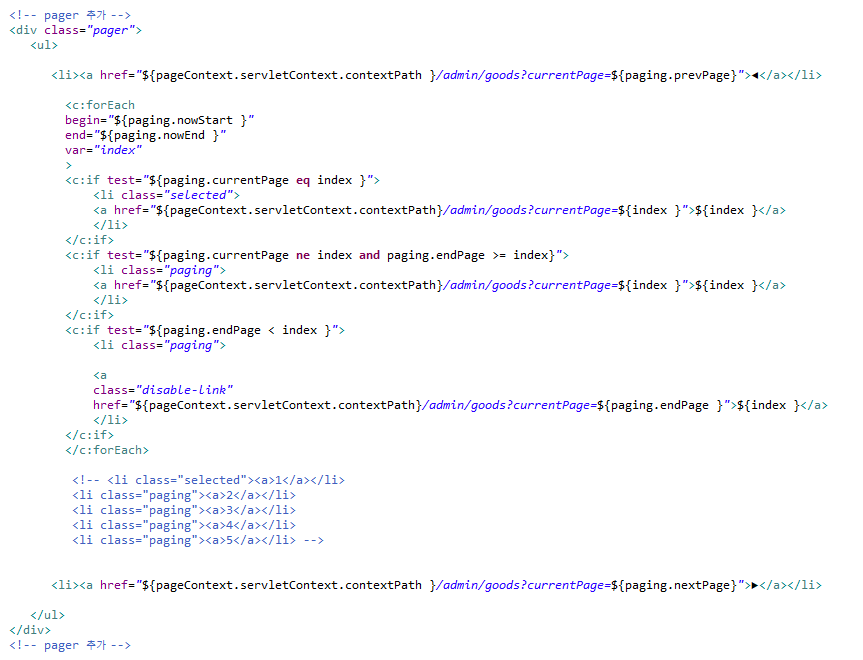 <!-- pager 추가 -->
<div class="pager">
<ul>
<li><a href="${pageContext.servletContext.contextPath }/admin/goods?currentPage=${paging.prevPage}">◀</a></li>
<c:forEach
begin="${paging.nowStart }"
end="${paging.nowEnd }"
var="index"
>
<c:if test="${paging.currentPage eq index }">
<li class="selected">
<a href="${pageContext.servletContext.contextPath}/admin/goods?currentPage=${index }">${index }</a>
</li>
</c:if>
<c:if test="${paging.currentPage ne index and paging.endPage >= index}">
<li class="paging">
<a href="${pageContext.servletContext.contextPath}/admin/goods?currentPage=${index }">${index }</a>
</li>
</c:if>
<c:if test="${paging.endPage < index }">
<li class="paging">
<a
class="disable-link"
href="${pageContext.servletContext.contextPath}/admin/goods?currentPage=${paging.endPage }">${index }</a>
</li>
</c:if>
</c:forEach>
<!-- <li class="selected"><a>1</a></li>
<li class="paging"><a>2</a></li>
<li class="paging"><a>3</a></li>
<li class="paging"><a>4</a></li>
<li class="paging"><a>5</a></li> -->
<li><a href="${pageContext.servletContext.contextPath }/admin/goods?currentPage=${paging.nextPage}">▶</a></li>
</ul>
</div>
<!-- pager 추가 -->